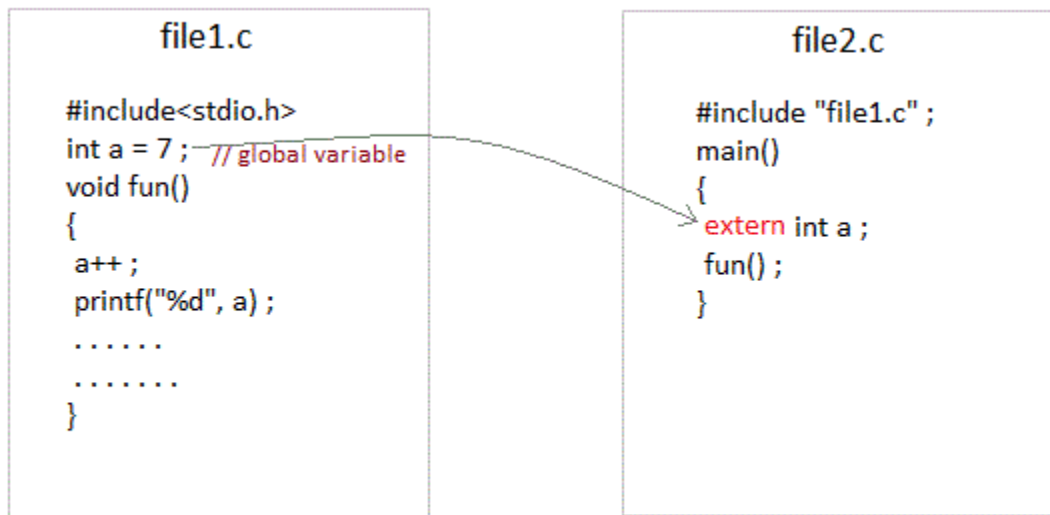 file1.c
#include<stdio.h>
int a = 7 ; // global variable
void fun()
{
a++ ;
printf("%d", a) ;
. . . . . .
. . . . . . .
}
file2.c
#include "file1.c" ;
main()
{
extern int a ;
fun() ;
}